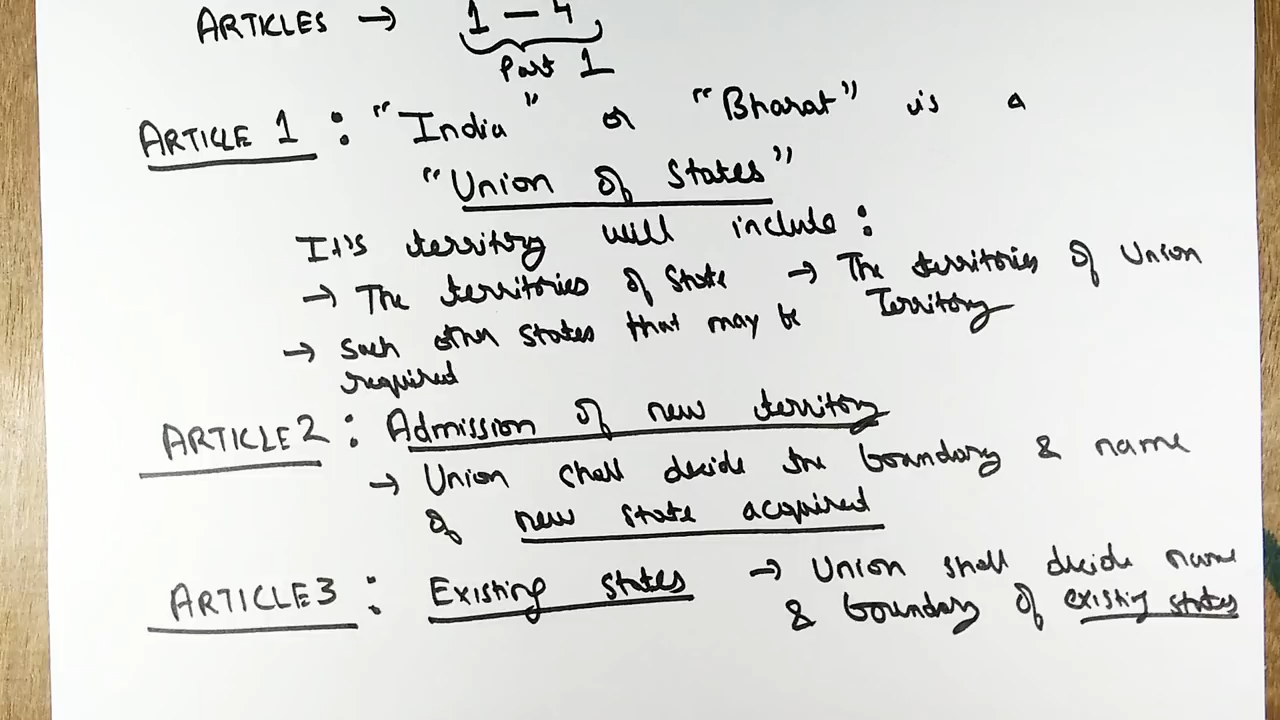 ARTICLES → 1 – 4
Part 1
ARTICLE 1 : "India" or "Bharat" is a
"Union of States"
It's territory will include :
→ The territories of State → The territories of Union Territory
→ Such other states that may be required
ARTICLE 2 : Admission of new territory
→ Union shall decide the boundary & name
of new state acquired
ARTICLE 3 : Existing states → Union shall decide name
& boundary of existing states